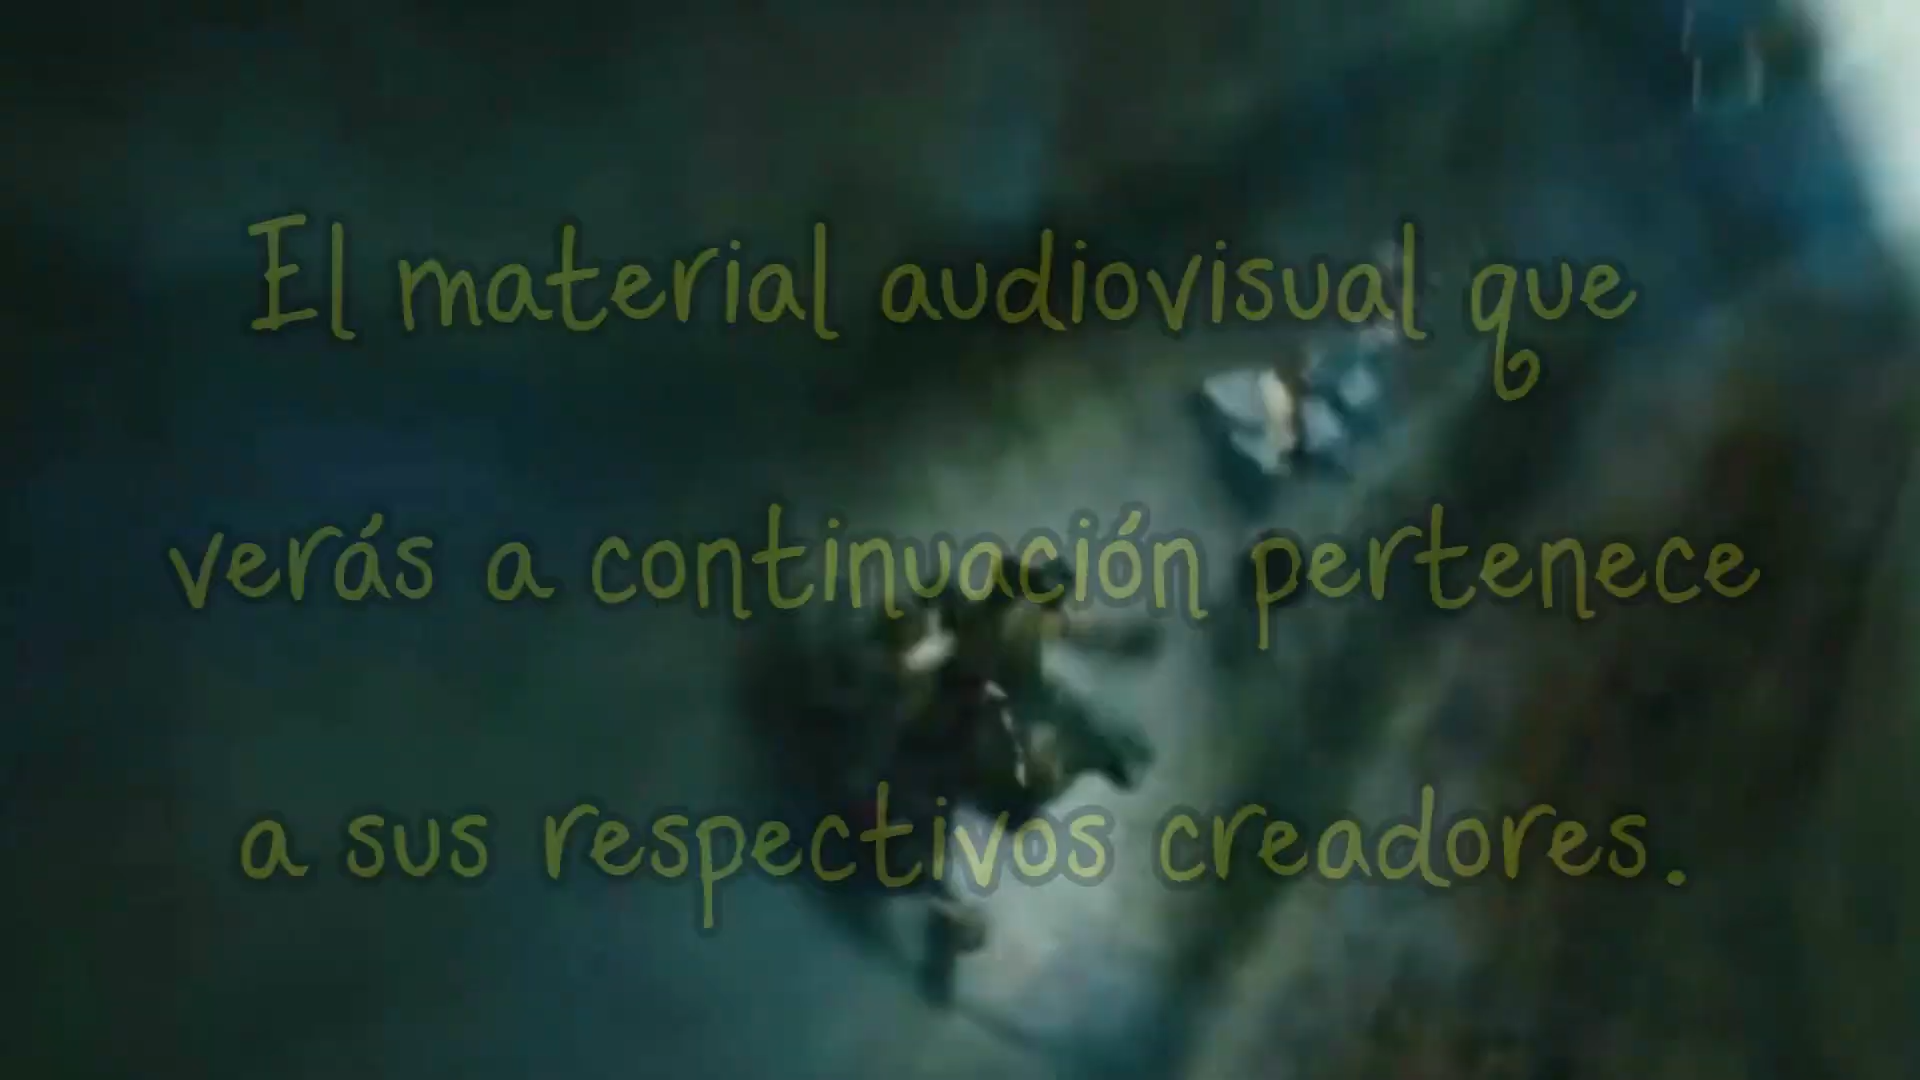 El material audiovisual que
verás a continuación pertenece
a sus respectivos creadores.